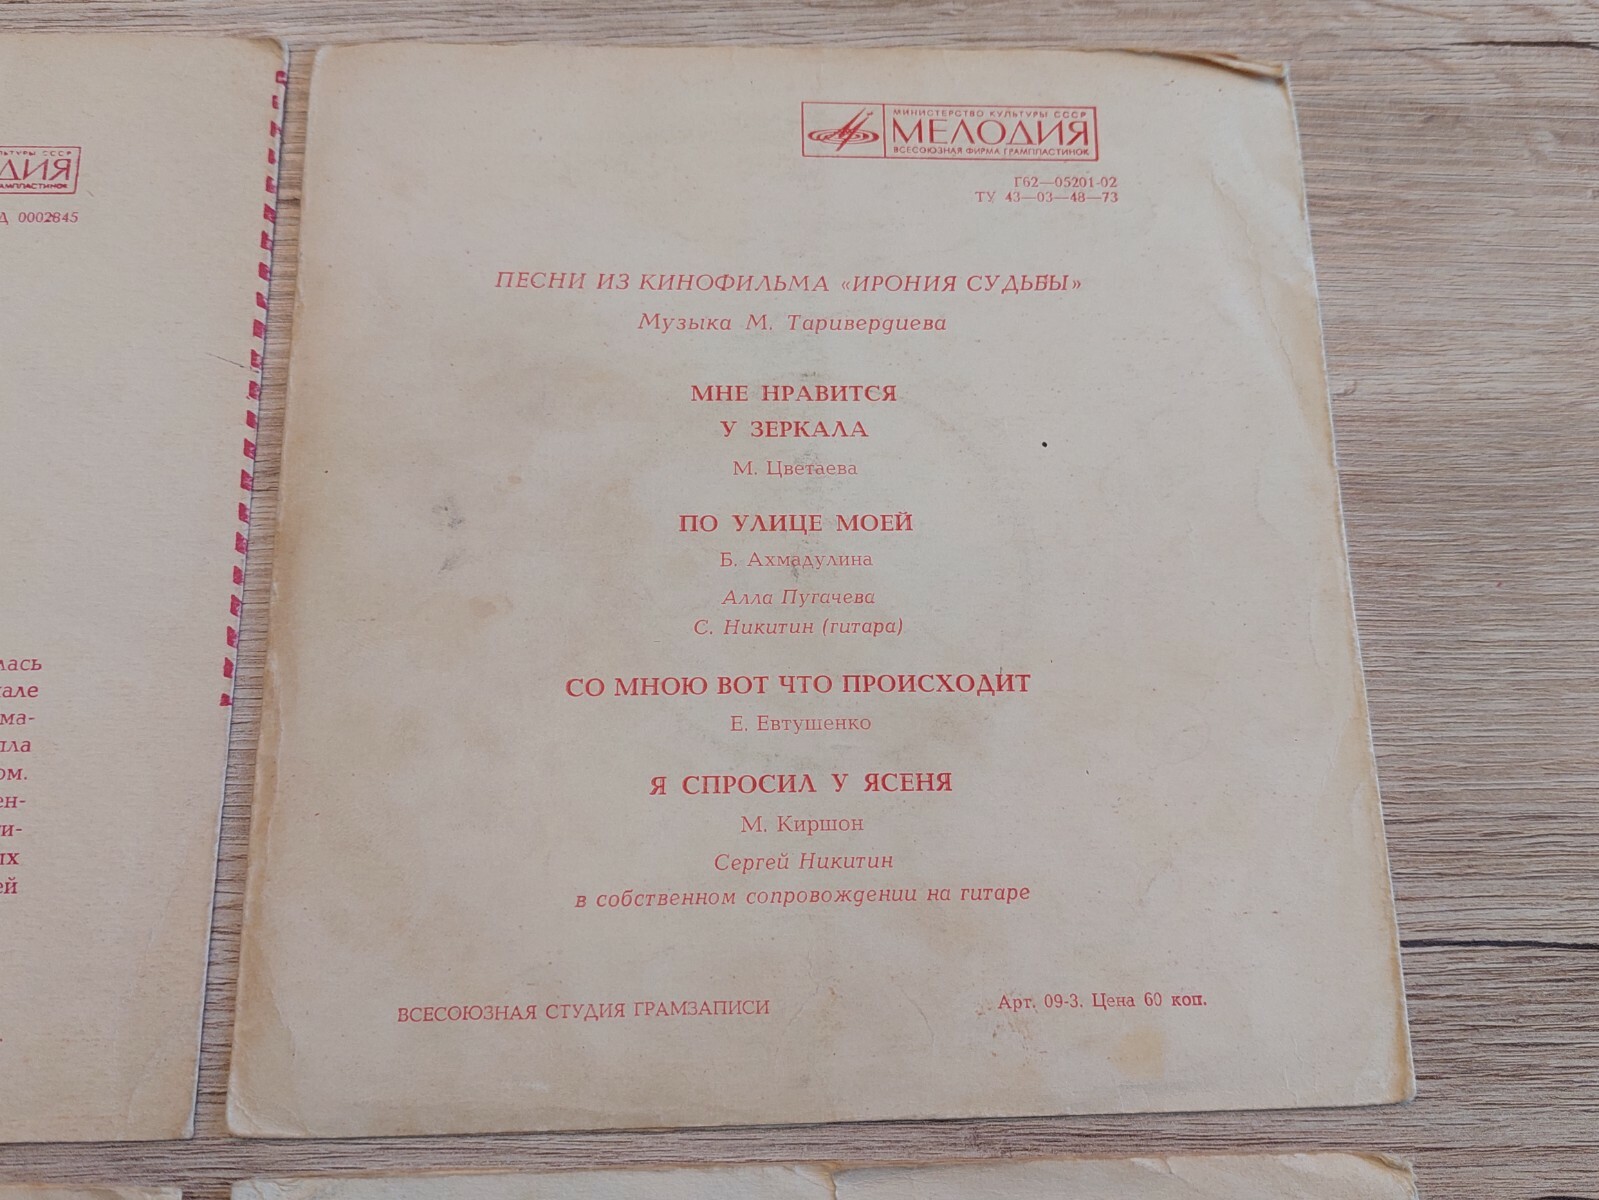 МИНИСТЕРСТВО КУЛЬТУРЫ СССР
МЕЛОДИЯ
ВСЕСОЮЗНАЯ ФИРМА ГРАМПЛАСТИНОК
Г62—05201-02
ТУ 43—03—48—73
ПЕСНИ ИЗ КИНОФИЛЬМА «ИРОНИЯ СУДЬБЫ»
Музыка М. Таривердиева
МНЕ НРАВИТСЯ
У ЗЕРКАЛА
М. Цветаева
ПО УЛИЦЕ МОЕЙ
Б. Ахмадулина
Алла Пугачева
С. Никитин (гитара)
СО МНОЮ ВОТ ЧТО ПРОИСХОДИТ
Е. Евтушенко
Я СПРОСИЛ У ЯСЕНЯ
М. Киршон
Сергей Никитин
в собственном сопровождении на гитаре
ВСЕСОЮЗНАЯ СТУДИЯ ГРАМЗАПИСИ
Арт. 09-3. Цена 60 коп.
0002845